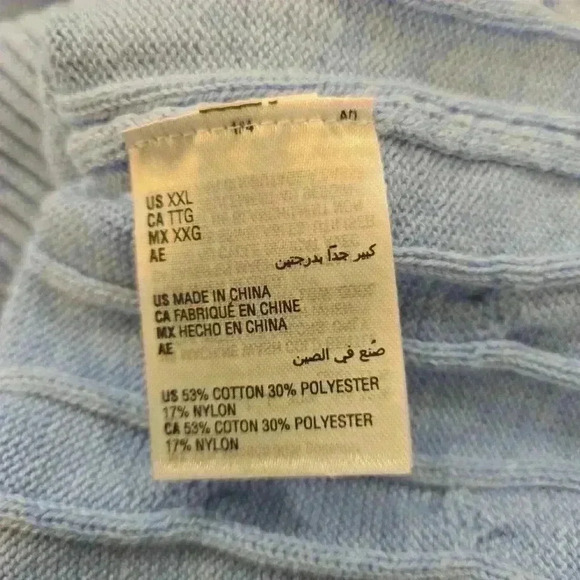 US XXL
CA TTG
MX XXG
AE
كبير جدًا بدرجتين
US MADE IN CHINA
CA FABRIQUÉ EN CHINE
MX HECHO EN CHINA
AE
صُنع في الصين
US 53% COTTON 30% POLYESTER
17% NYLON
CA 53% COTON 30% POLYESTER
17% NYLON